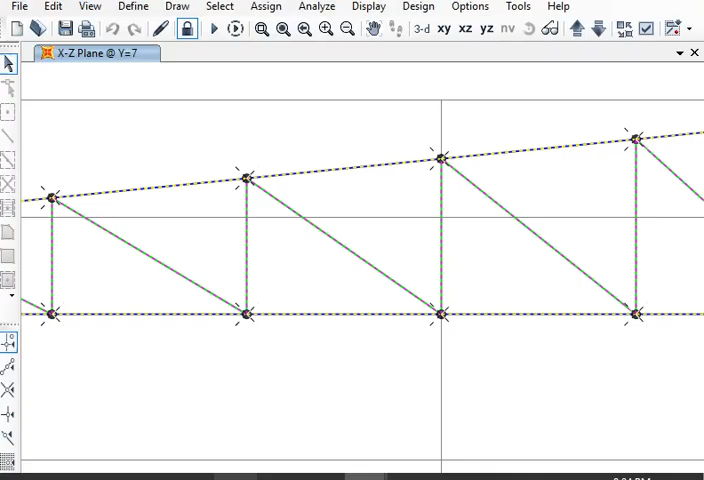 File Edit View Define Draw Select Assign Analyze Display Design Options Tools Help
3-d xy xz yz nv
X-Z Plane @ Y=7